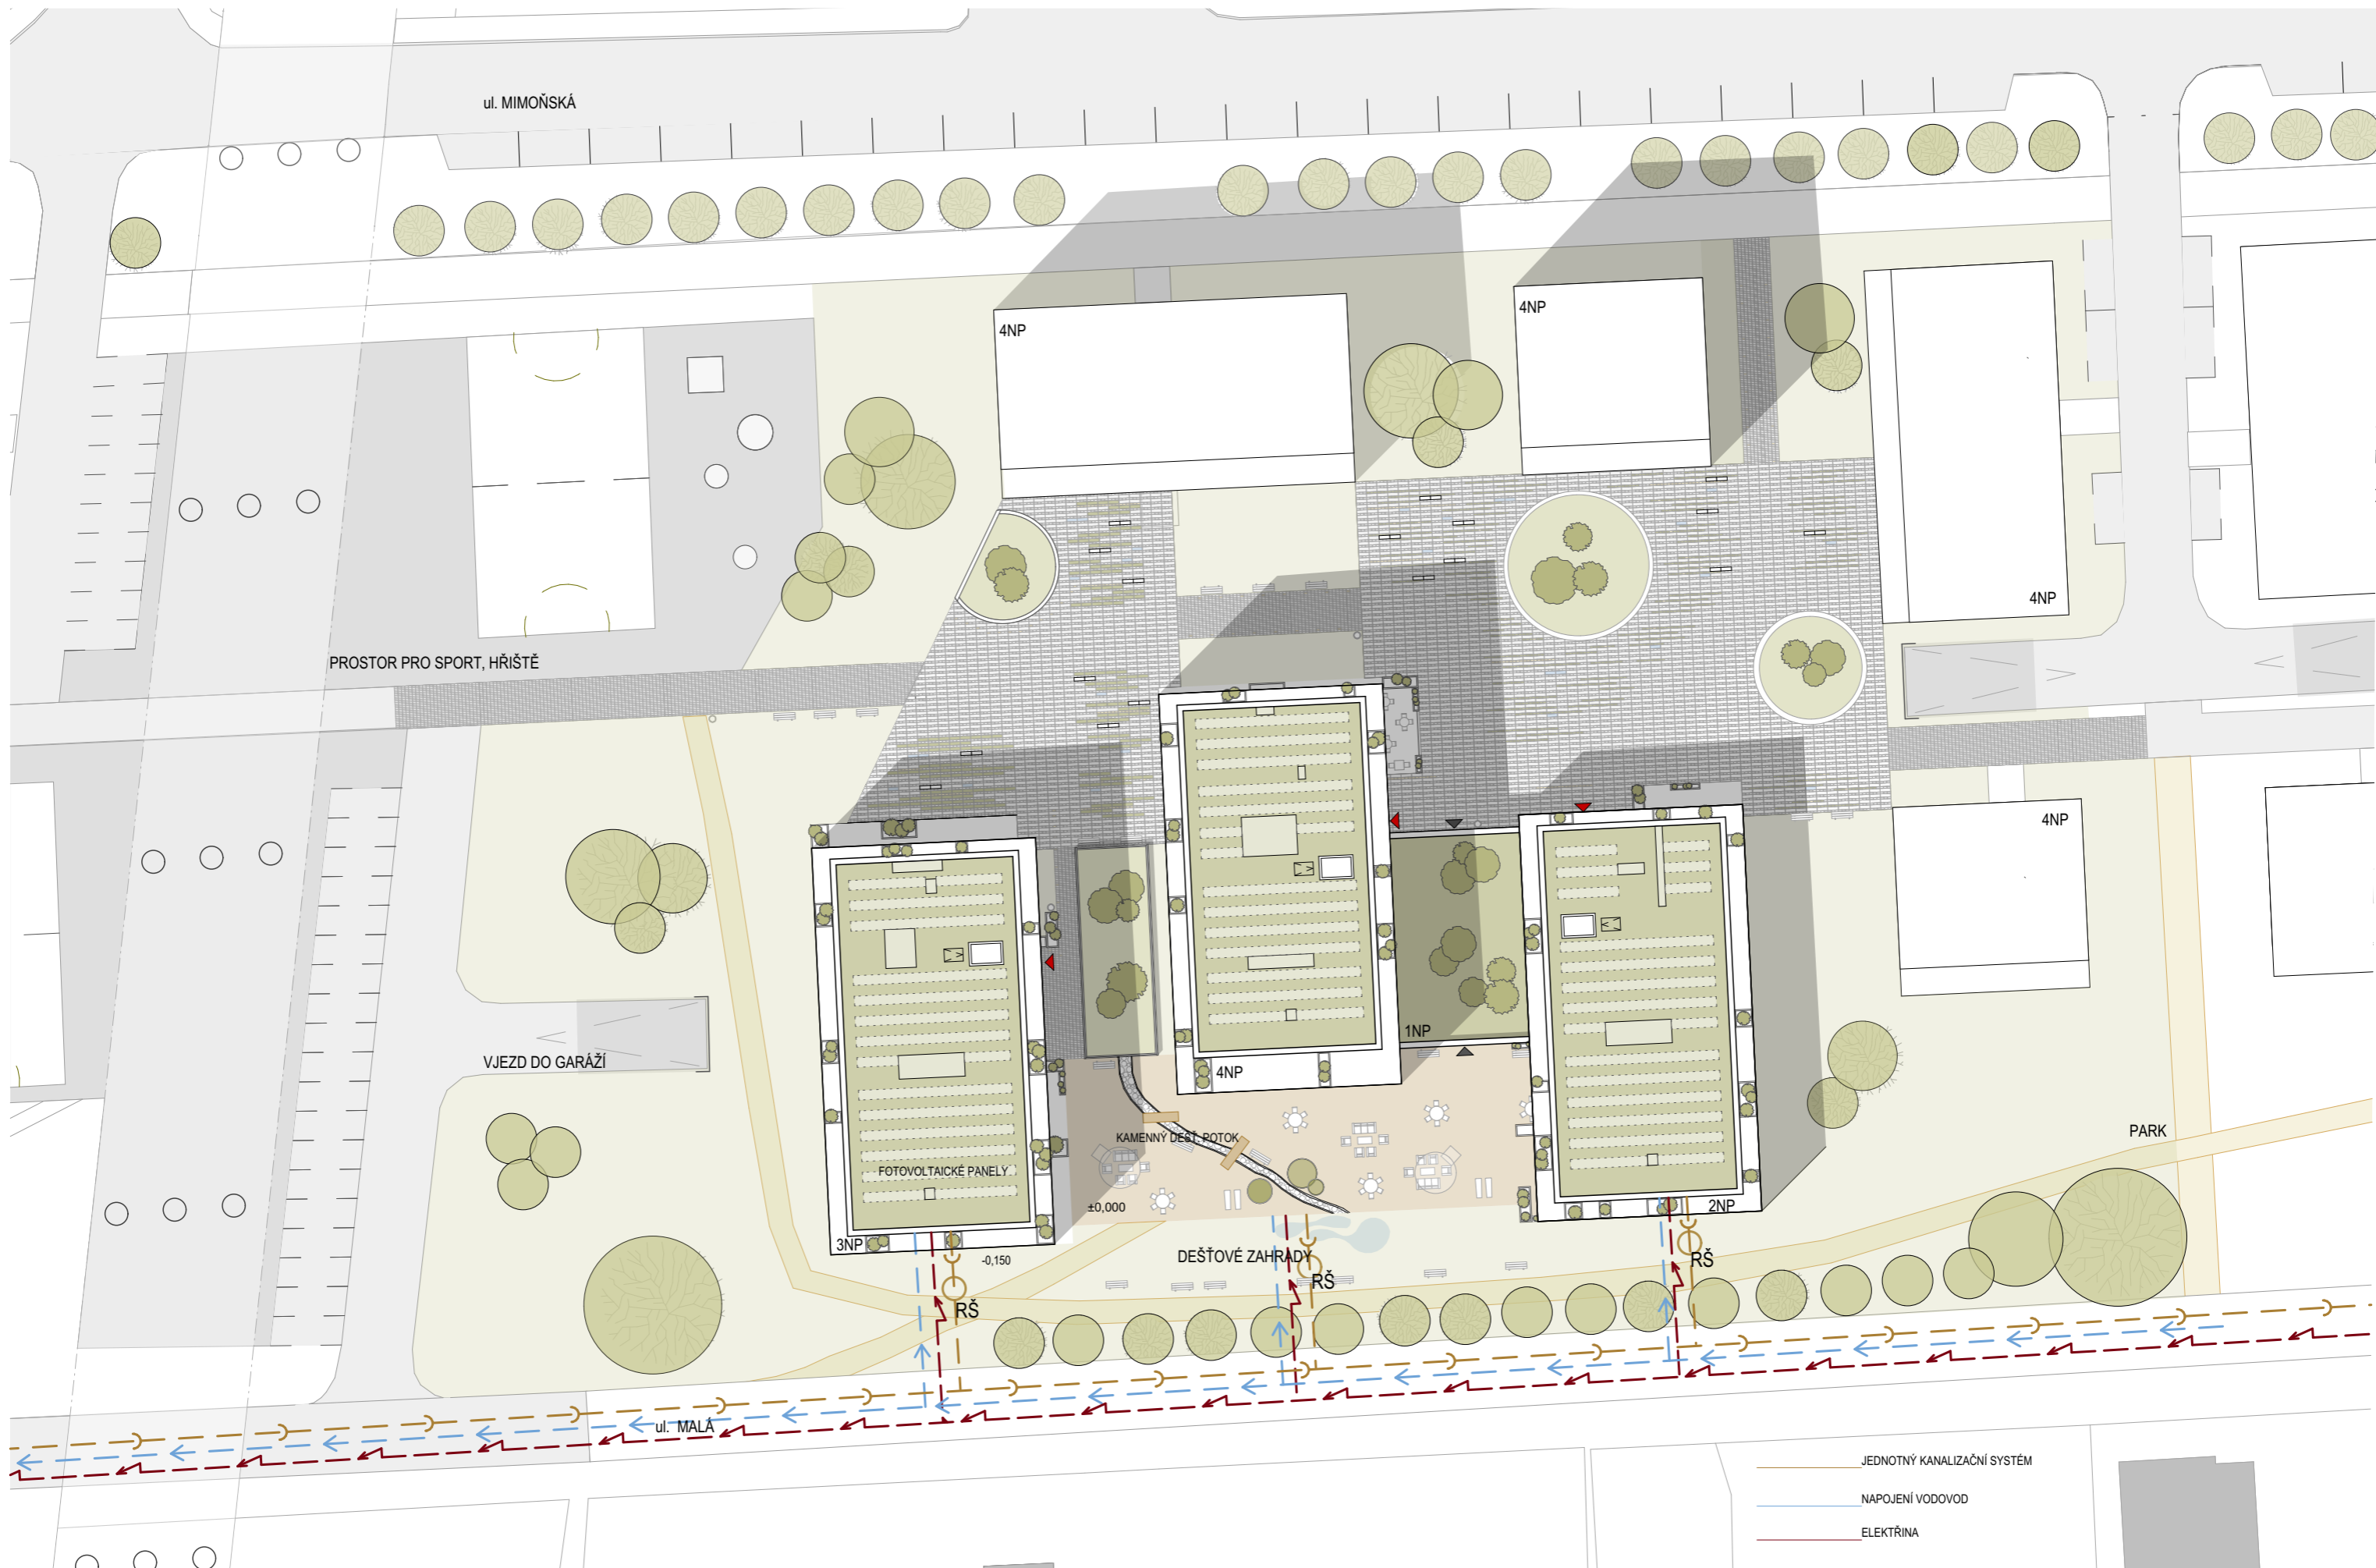 ul. MIMOŇSKÁ
4NP
4NP
4NP
PROSTOR PRO SPORT, HŘIŠTĚ
4NP
1NP
VJEZD DO GARÁŽÍ
4NP
KAMENNÝ DEŠŤ. POTOK
PARK
FOTOVOLTAICKÉ PANELY
±0,000
2NP
3NP
-0,150
DEŠŤOVÉ ZAHRADY
RŠ
RŠ
RŠ
ul. MALÁ
JEDNOTNÝ KANALIZAČNÍ SYSTÉM
NAPOJENÍ VODOVOD
ELEKTŘINA